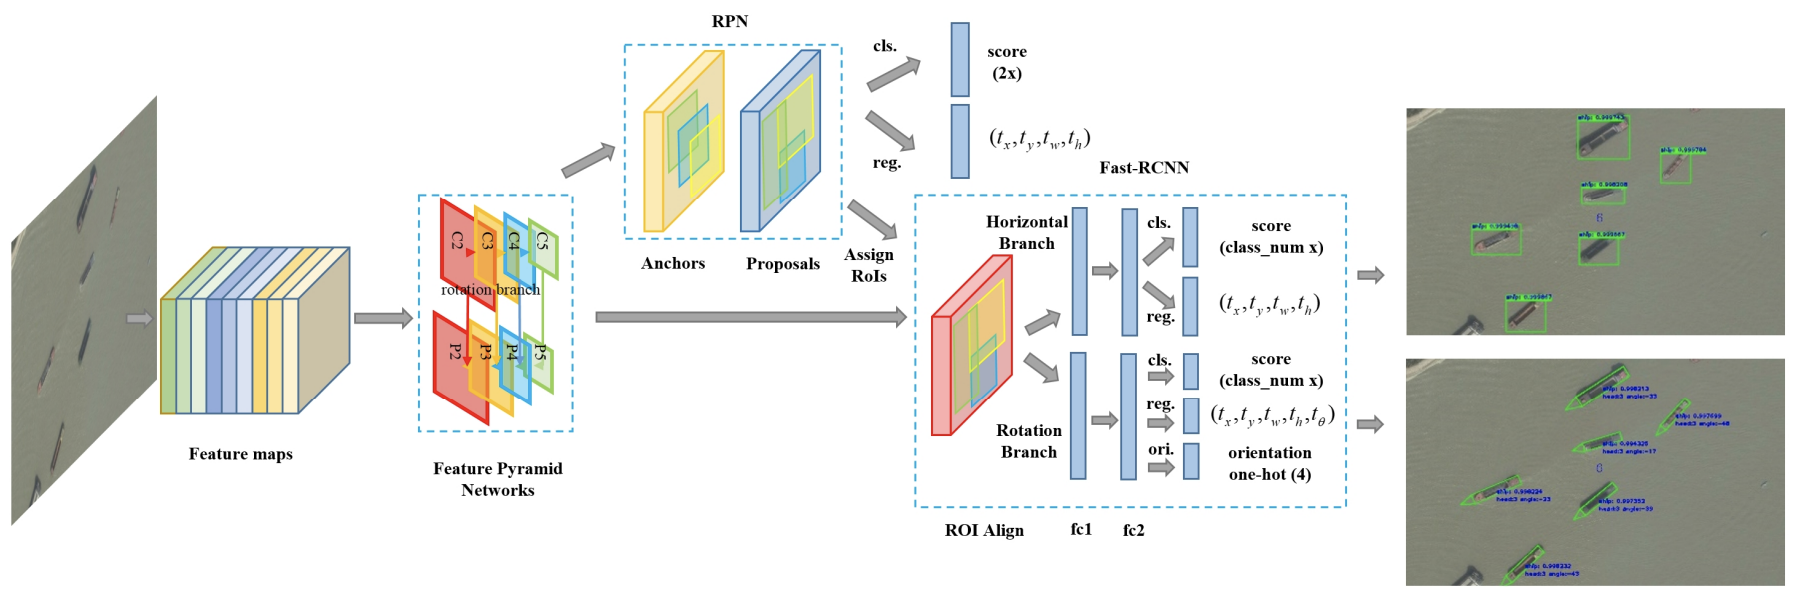 RPN
cls.
score
(2x)
reg.
(t_x, t_y, t_w, t_h)
Anchors
Proposals
Assign
RoIs
Feature maps
C2
C3
C4
C5
rotation branch
P2
P3
P4
P5
Feature Pyramid
Networks
Fast-RCNN
Horizontal
Branch
cls.
score
(class_num x)
reg.
(t_x, t_y, t_w, t_h)
Rotation
Branch
cls.
score
(class_num x)
reg.
(t_x, t_y, t_w, t_h, t_θ)
ori.
orientation
one-hot (4)
ROI Align
fc1
fc2
6